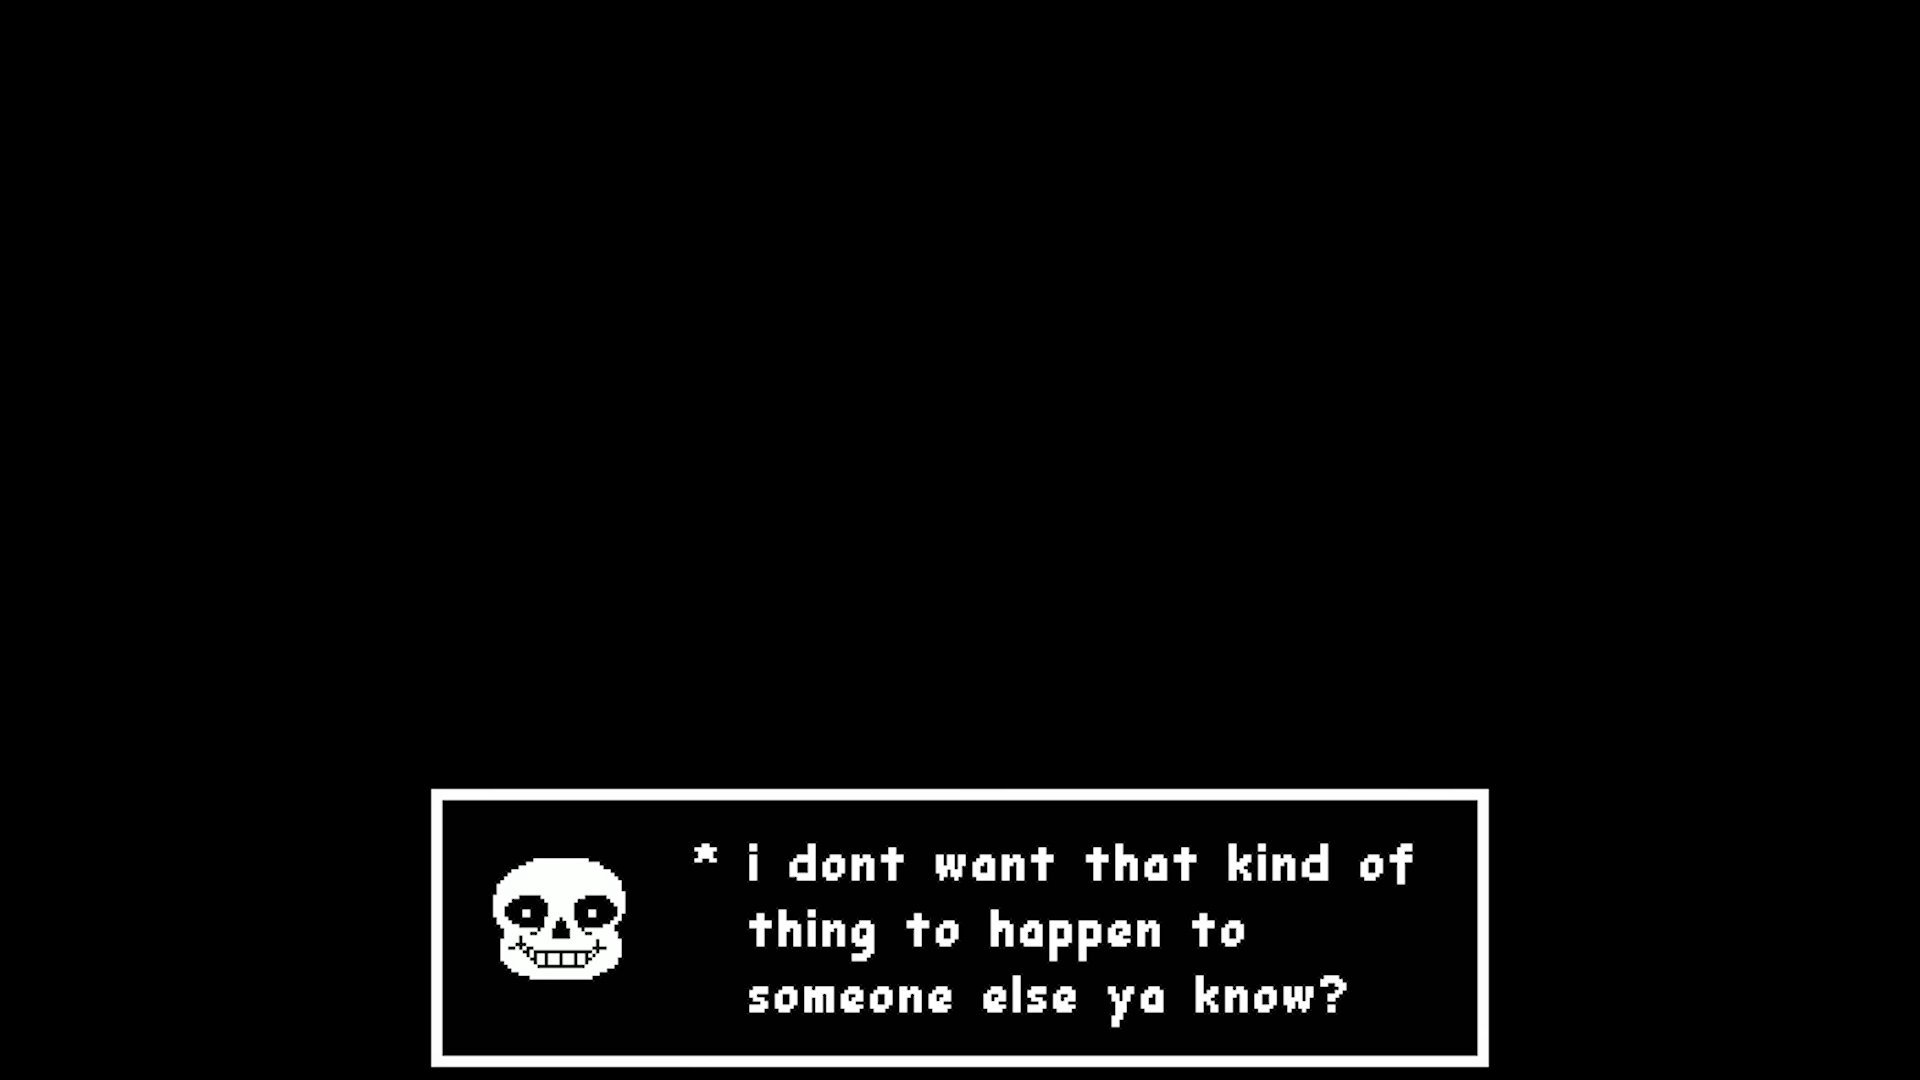 * i dont want that kind of
thing to happen to
someone else ya know?